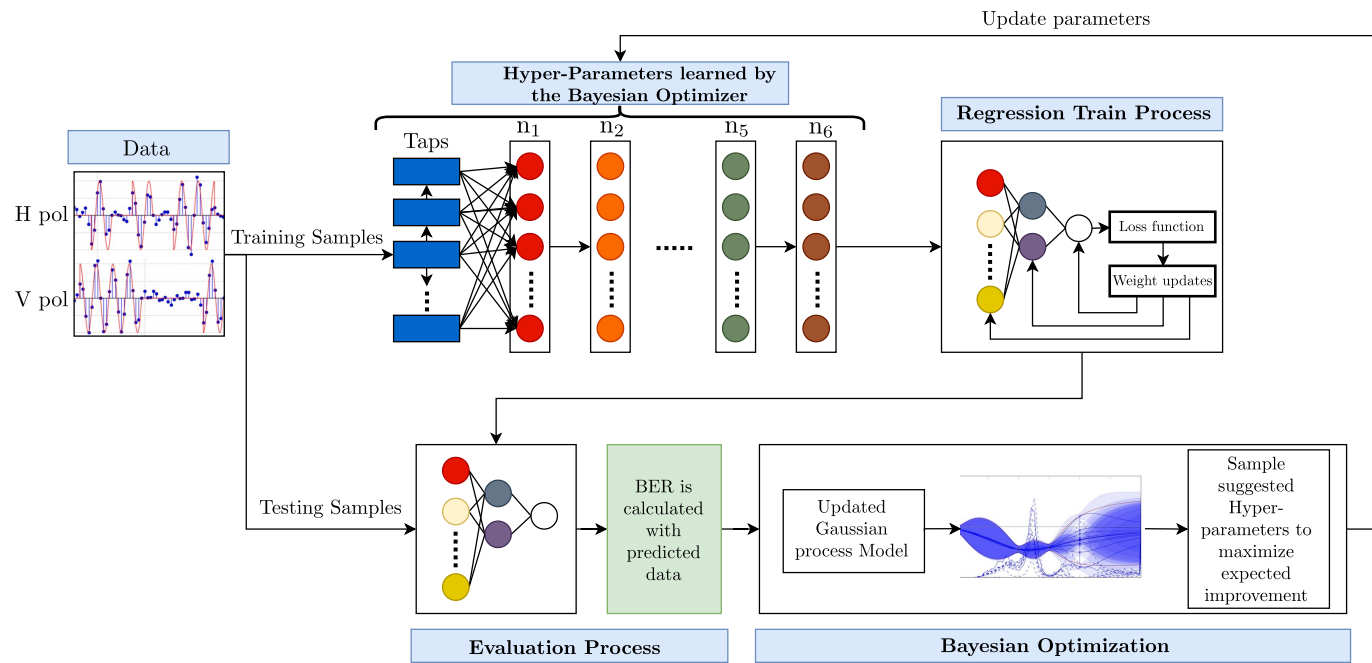 Update parameters
Hyper-Parameters learned by
the Bayesian Optimizer
Data
H pol
V pol
Training Samples
Taps
n1
n2
n5
n6
Regression Train Process
Loss function
Weight updates
Testing Samples
BER is
calculated
with
predicted
data
Updated
Gaussian
process Model
Sample
suggested
Hyper-
parameters to
maximize
expected
improvement
Evaluation Process
Bayesian Optimization